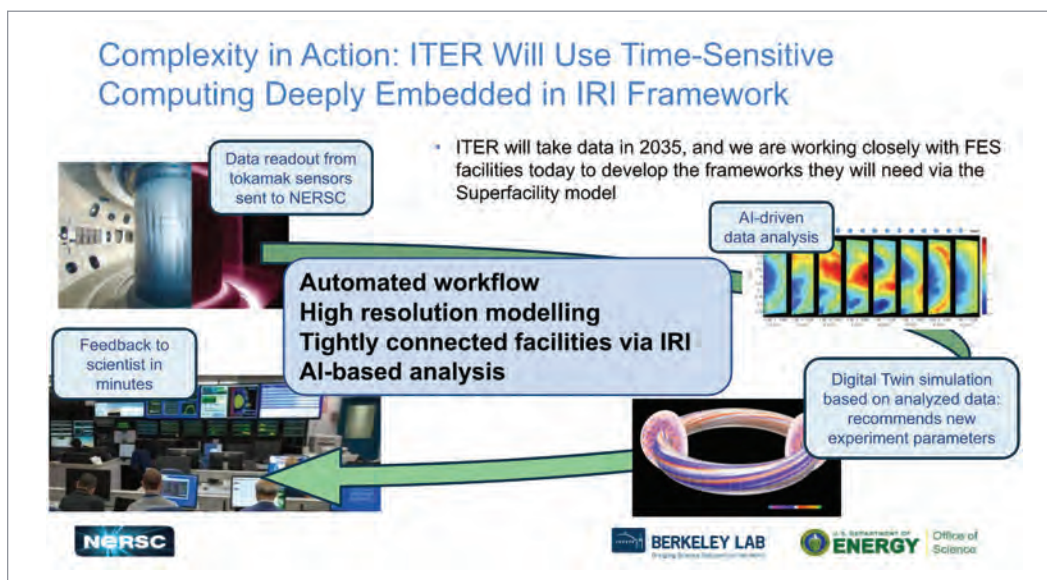 Complexity in Action: ITER Will Use Time-Sensitive
Computing Deeply Embedded in IRI Framework
Data readout from
tokamak sensors
sent to NERSC
• ITER will take data in 2035, and we are working closely with FES
facilities today to develop the frameworks they will need via the
Superfacility model
AI-driven
data analysis
Automated workflow
High resolution modelling
Tightly connected facilities via IRI
AI-based analysis
Feedback to
scientist in
minutes
Digital Twin simulation
based on analyzed data:
recommends new
experiment parameters
NERSC
BERKELEY LAB
U.S. DEPARTMENT OF
ENERGY
Office of
Science